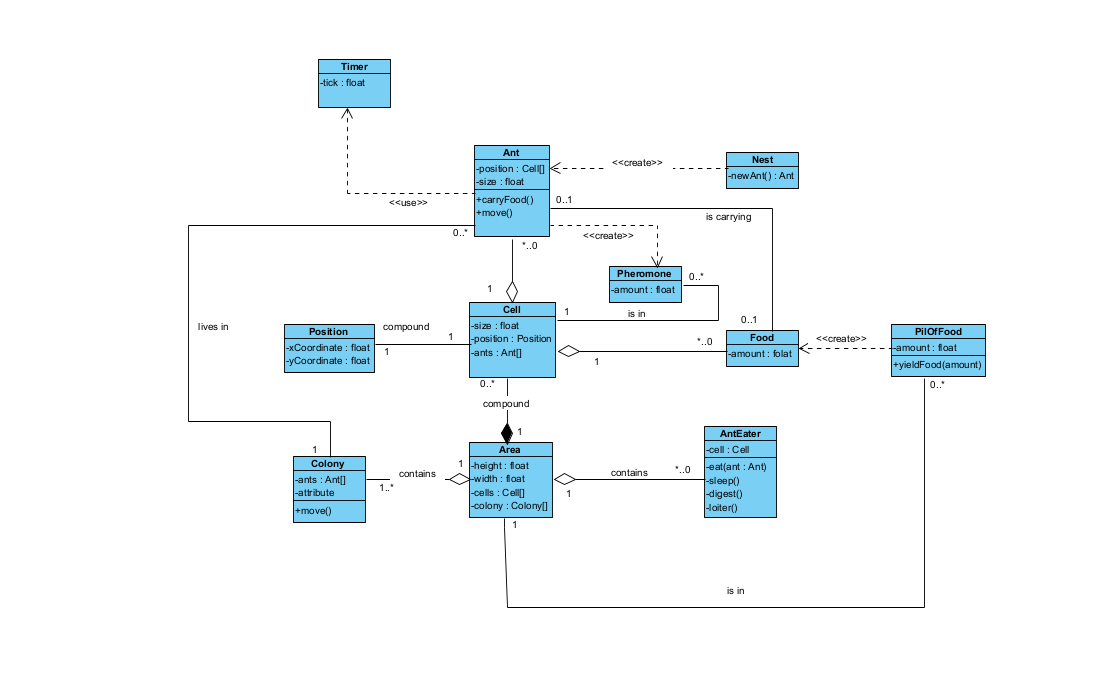 Timer
-tick : float
Ant
-position : Cell[]
-size : float
+carryFood()
+move()
<<create>>
Nest
-newAnt() : Ant
<<use>>
0..1
is carrying
0..*
*..0
<<create>>
Pheromone
-amount : float
0..*
1
Cell
-size : float
-position : Position
-ants : Ant[]
1
is in
lives in
Position
-xCoordinate : float
-yCoordinate : float
compound
1
1
0..1
Food
-amount : folat
*..0
1
<<create>>
PilOfFood
-amount : float
+yieldFood(amount)
0..*
0..*
compound
1
Area
-height : float
-width : float
-cells : Cell[]
-colony : Colony[]
1
Colony
-ants : Ant[]
-attribute
+move()
contains
1
1..*
contains
*..0
1
AntEater
-cell : Cell
-eat(ant : Ant)
-sleep()
-digest()
-loiter()
1
is in